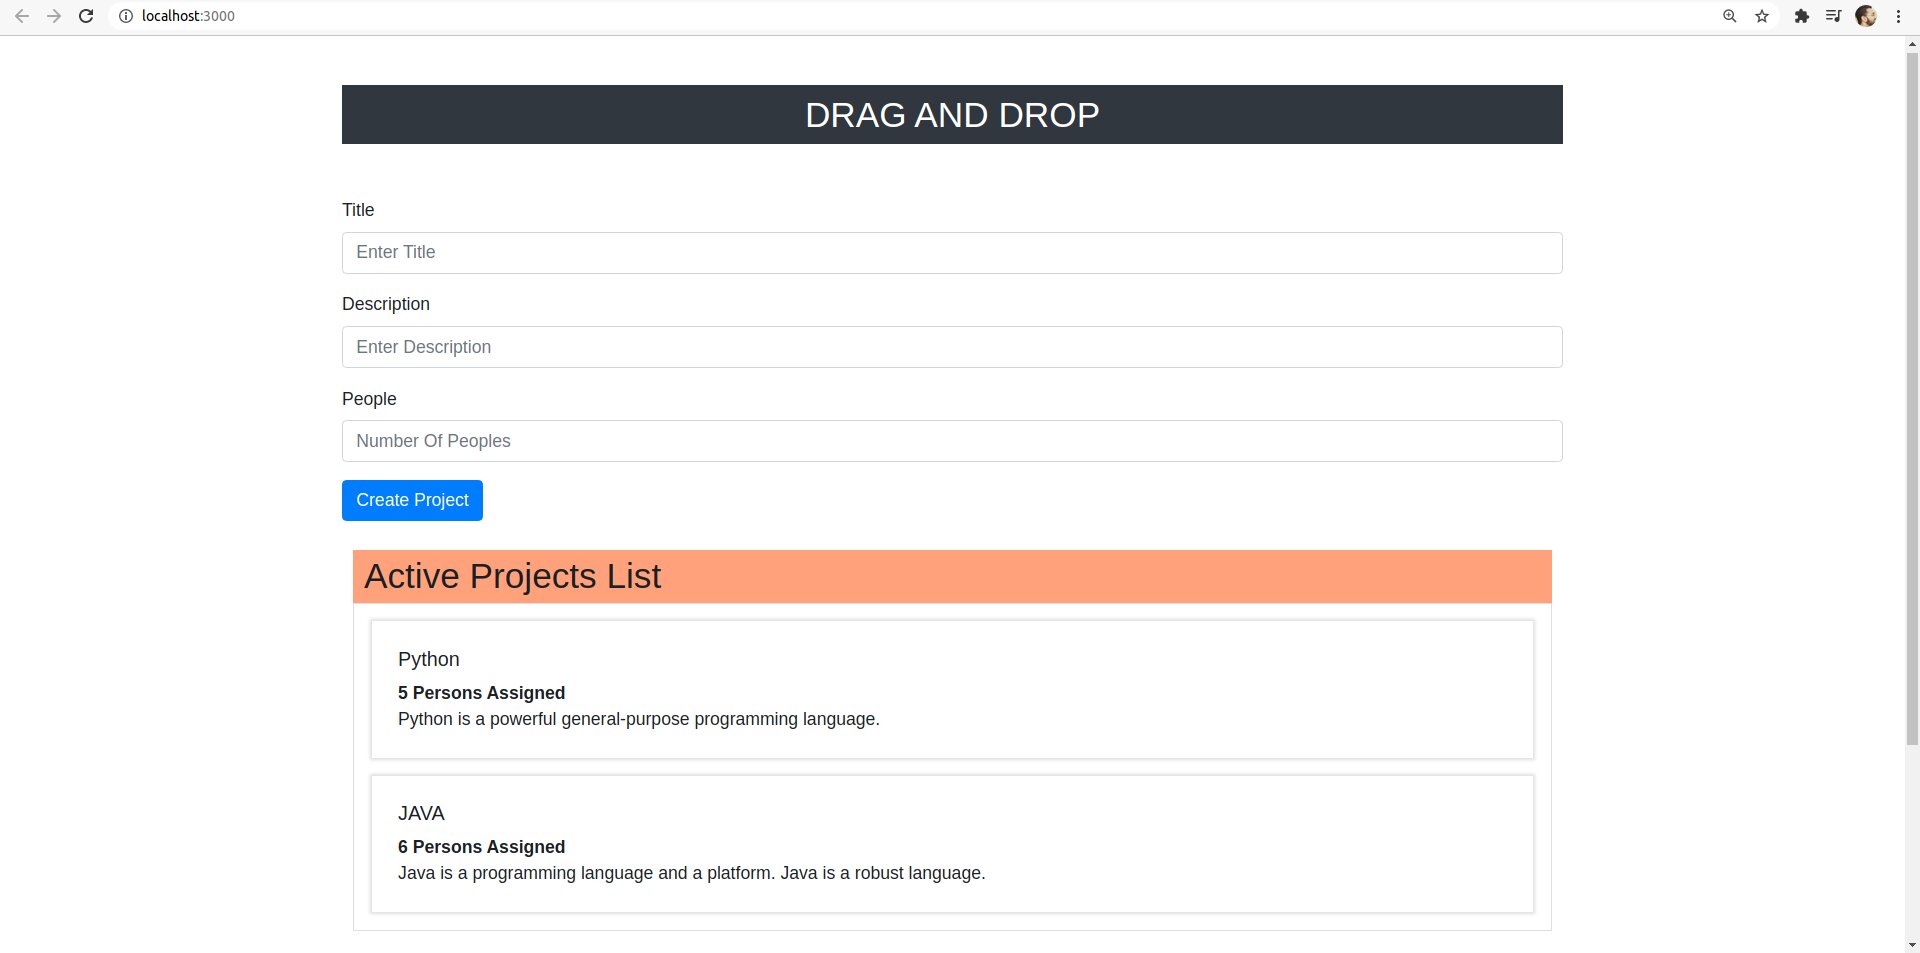 localhost:3000
DRAG AND DROP
Title
Enter Title
Description
Enter Description
People
Number Of Peoples
Create Project
Active Projects List
Python
5 Persons Assigned
Python is a powerful general-purpose programming language.
JAVA
6 Persons Assigned
Java is a programming language and a platform. Java is a robust language.